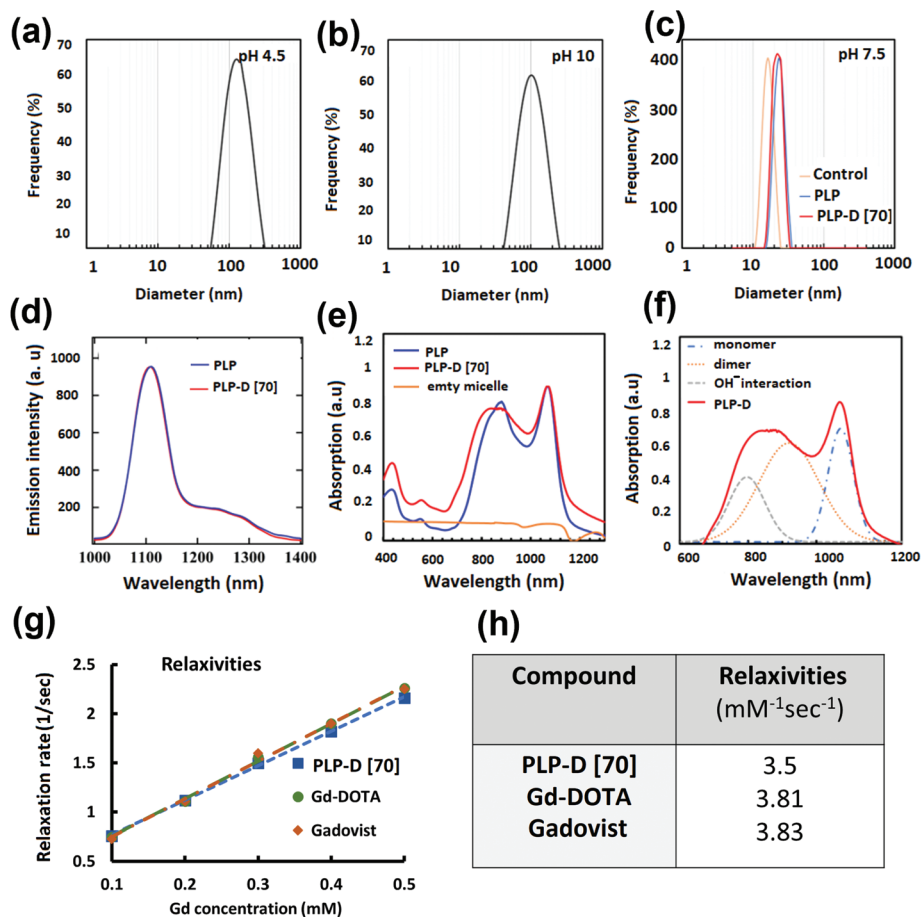 (a)
70
60
50
40
30
20
10
Frequency (%)
pH 4.5
1 10 100 1000
Diameter (nm)
(b)
70
60
50
40
30
20
10
Frequency (%)
pH 10
1 10 100 1000
Diameter (nm)
(c)
400
300
200
100
0
Frequency (%)
pH 7.5
Control
PLP
PLP-D [70]
1 10 100 1000
Diameter (nm)
(d)
1000
800
600
400
200
Emission intensity (a. u)
PLP
PLP-D [70]
1000 1100 1200 1300 1400
Wavelength (nm)
(e)
1.2
1
0.8
0.6
0.4
0.2
0
Absorption (a.u)
PLP
PLP-D [70]
emty micelle
400 600 800 1000 1200
Wavelength (nm)
(f)
1.2
1
0.8
0.6
0.4
0.2
0
Absorption (a.u)
monomer
dimer
OH⁻interaction
PLP-D
600 800 1000 1200
Wavelength (nm)
(g)
Relaxivities
2.5
2
1.5
1
0.5
Relaxation rate (1/sec)
PLP-D [70]
Gd-DOTA
Gadovist
0.1 0.2 0.3 0.4 0.5
Gd concentration (mM)
(h)
Compound Relaxivities
(mM⁻¹sec⁻¹)
PLP-D [70] 3.5
Gd-DOTA 3.81
Gadovist 3.83